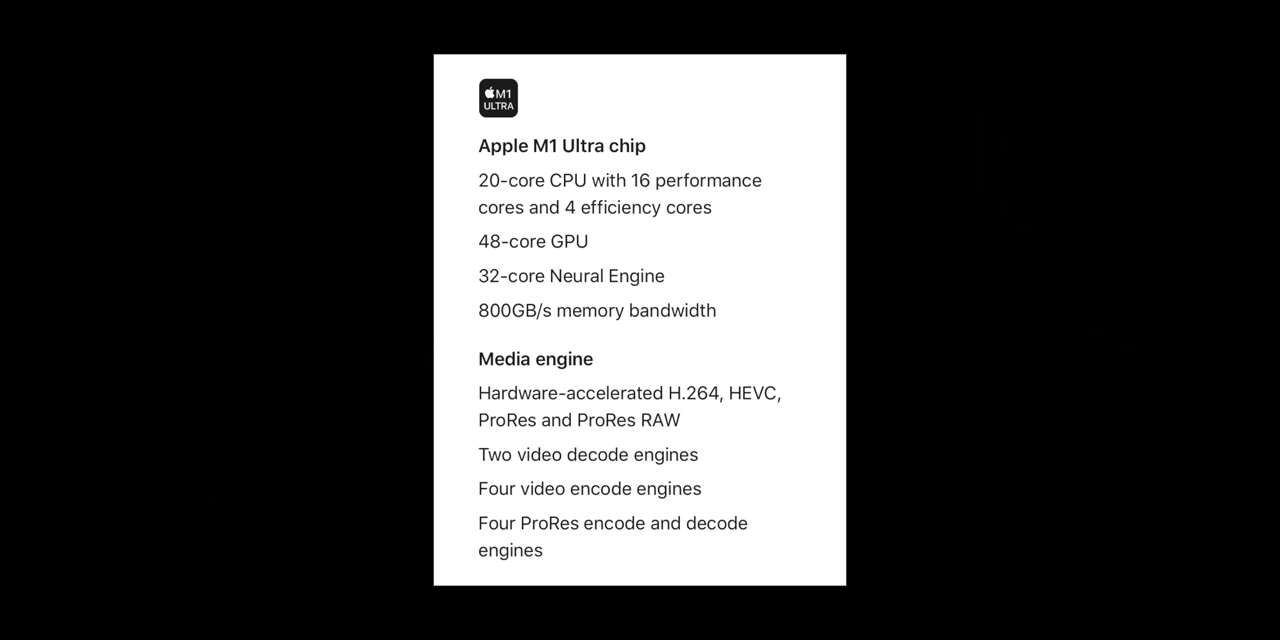 M1
ULTRA
Apple M1 Ultra chip
20-core CPU with 16 performance
cores and 4 efficiency cores
48-core GPU
32-core Neural Engine
800GB/s memory bandwidth
Media engine
Hardware-accelerated H.264, HEVC,
ProRes and ProRes RAW
Two video decode engines
Four video encode engines
Four ProRes encode and decode
engines